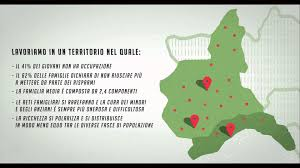 LAVORIAMO IN UN TERRITORIO NEL QUALE:
- IL 41% DEI GIOVANI NON HA OCCUPAZIONE
- IL 62% DELLE FAMIGLIE DICHIARA DI NON RIUSCIRE PIÙ
A METTERE DA PARTE DEI RISPARMI
- LA FAMIGLIA MEDIA È COMPOSTA DA 2,4 COMPONENTI
- LE RETI FAMIGLIARI SI RAREFANNO E LA CURA DEI MINORI
E DEGLI ANZIANI È SEMPRE PIÙ ONEROSA E DIFFICOLTOSA
- LA RICCHEZZA SI POLARIZZA E SI DISTRIBUISCE
IN MODO MENO EQUO TRA LE DIVERSE FASCE DI POPOLAZIONE